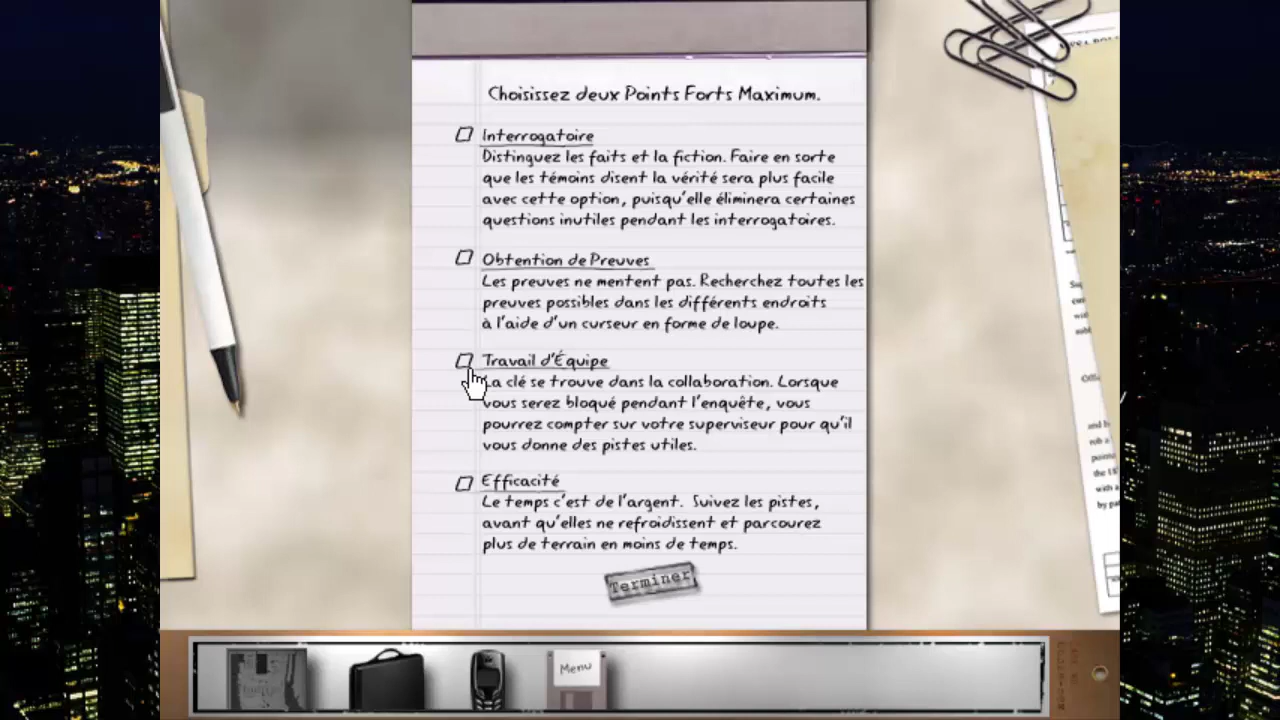 Choisissez deux Points Forts Maximum.
Interrogatoire
Distinguez les faits et la fiction. Faire en sorte
que les témoins disent la vérité sera plus facile
avec cette option, puisqu'elle éliminera certaines
questions inutiles pendant les interrogatoires.
Obtention de Preuves
Les preuves ne mentent pas. Recherchez toutes les
preuves possibles dans les différents endroits
à l'aide d'un curseur en forme de loupe.
Travail d'Équipe
La clé se trouve dans la collaboration. Lorsque
vous serez bloqué pendant l'enquête, vous
pourrez compter sur votre superviseur pour qu'il
vous donne des pistes utiles.
Efficacité
Le temps c'est de l'argent. Suivez les pistes,
avant qu'elles ne refroidissent et parcourez
plus de terrain en moins de temps.
Terminer
Menu